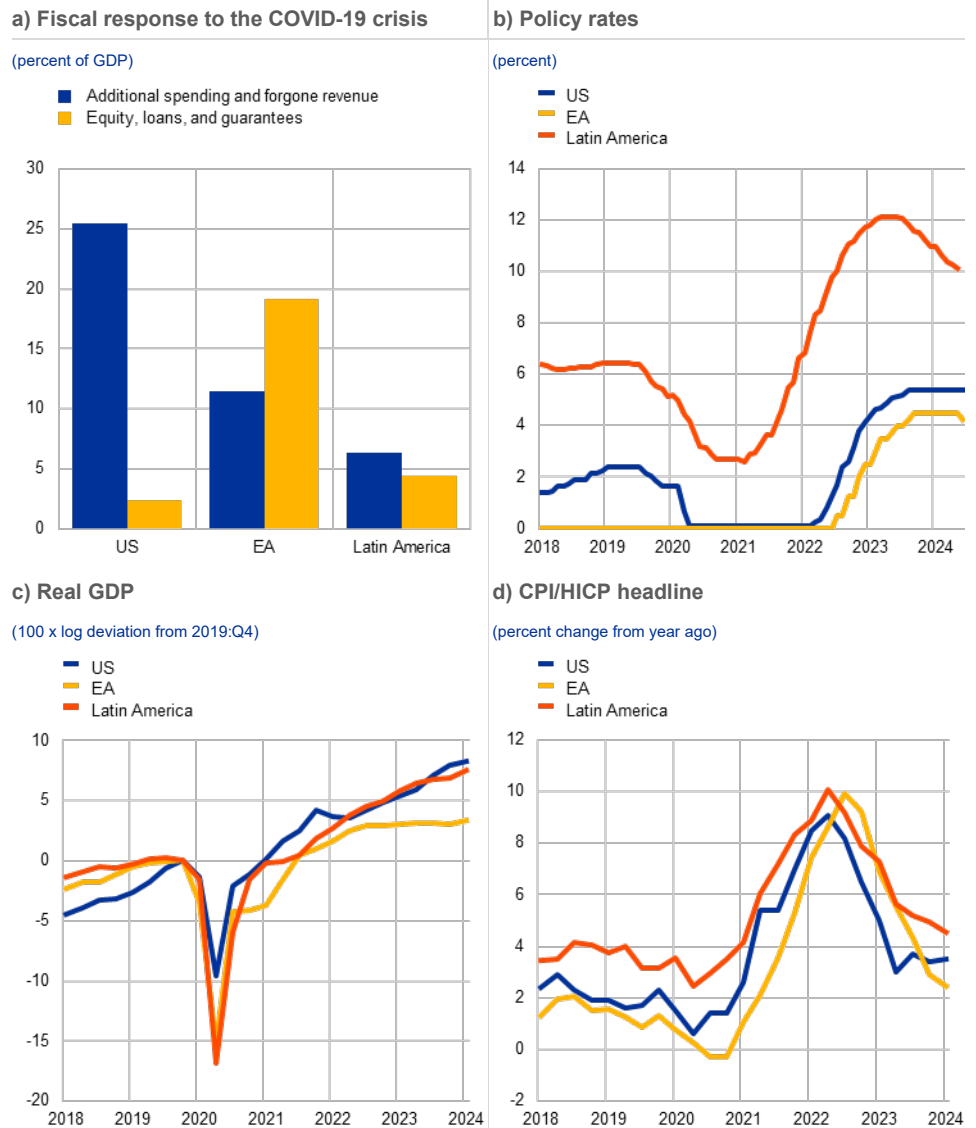 a) Fiscal response to the COVID-19 crisis
(percent of GDP)
Additional spending and forgone revenue
Equity, loans, and guarantees
30
25
20
15
10
5
0
US EA Latin America
b) Policy rates
(percent)
US
EA
Latin America
14
12
10
8
6
4
2
0
2018 2019 2020 2021 2022 2023 2024
c) Real GDP
(100 x log deviation from 2019:Q4)
US
EA
Latin America
10
5
0
-5
-10
-15
-20
2018 2019 2020 2021 2022 2023 2024
d) CPI/HICP headline
(percent change from year ago)
US
EA
Latin America
12
10
8
6
4
2
0
-2
2018 2019 2020 2021 2022 2023 2024